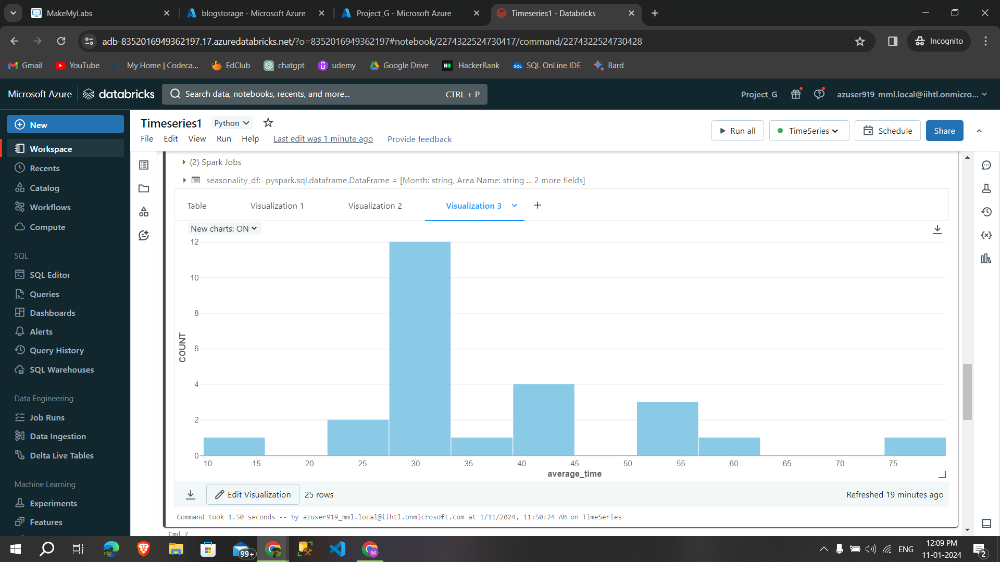 MakeMyLabs
blogstorage - Microsoft Azure
Project_G - Microsoft Azure
Timeseries1 - Databricks
adb-8352016949362197.17.azuredatabricks.net/?o=8352016949362197#notebook/2274322524730417/command/2274322524730428
Incognito
Gmail
YouTube
My Home | Codeca...
EdClub
chatgpt
udemy
Google Drive
HackerRank
SQL OnLine IDE
Bard
Microsoft Azure
databricks
Search data, notebooks, recents, and more...
CTRL + P
Project_G
azuser919_mml.local@iihtl.onmicro...
New
Workspace
Recents
Catalog
Workflows
Compute
SQL
SQL Editor
Queries
Dashboards
Alerts
Query History
SQL Warehouses
Data Engineering
Job Runs
Data Ingestion
Delta Live Tables
Machine Learning
Experiments
Features
Timeseries1
Python
File
Edit
View
Run
Help
Last edit was 1 minute ago
Provide feedback
Run all
TimeSeries
Schedule
Share
(2) Spark Jobs
seasonality_df: pyspark.sql.dataframe.DataFrame = [Month: string, Area Name: string ... 2 more fields]
Table
Visualization 1
Visualization 2
Visualization 3
New charts: ON
12
10
8
6
4
2
0
COUNT
10 15 20 25 30 35 40 45 50 55 60 65 70 75
average_time
Edit Visualization
25 rows
Refreshed 19 minutes ago
Command took 1.50 seconds -- by azuser919_mml.local@iihtl.onmicrosoft.com at 1/11/2024, 11:50:24 AM on TimeSeries
Cmd 7
99+
ENG
12:09 PM
11-01-2024
2